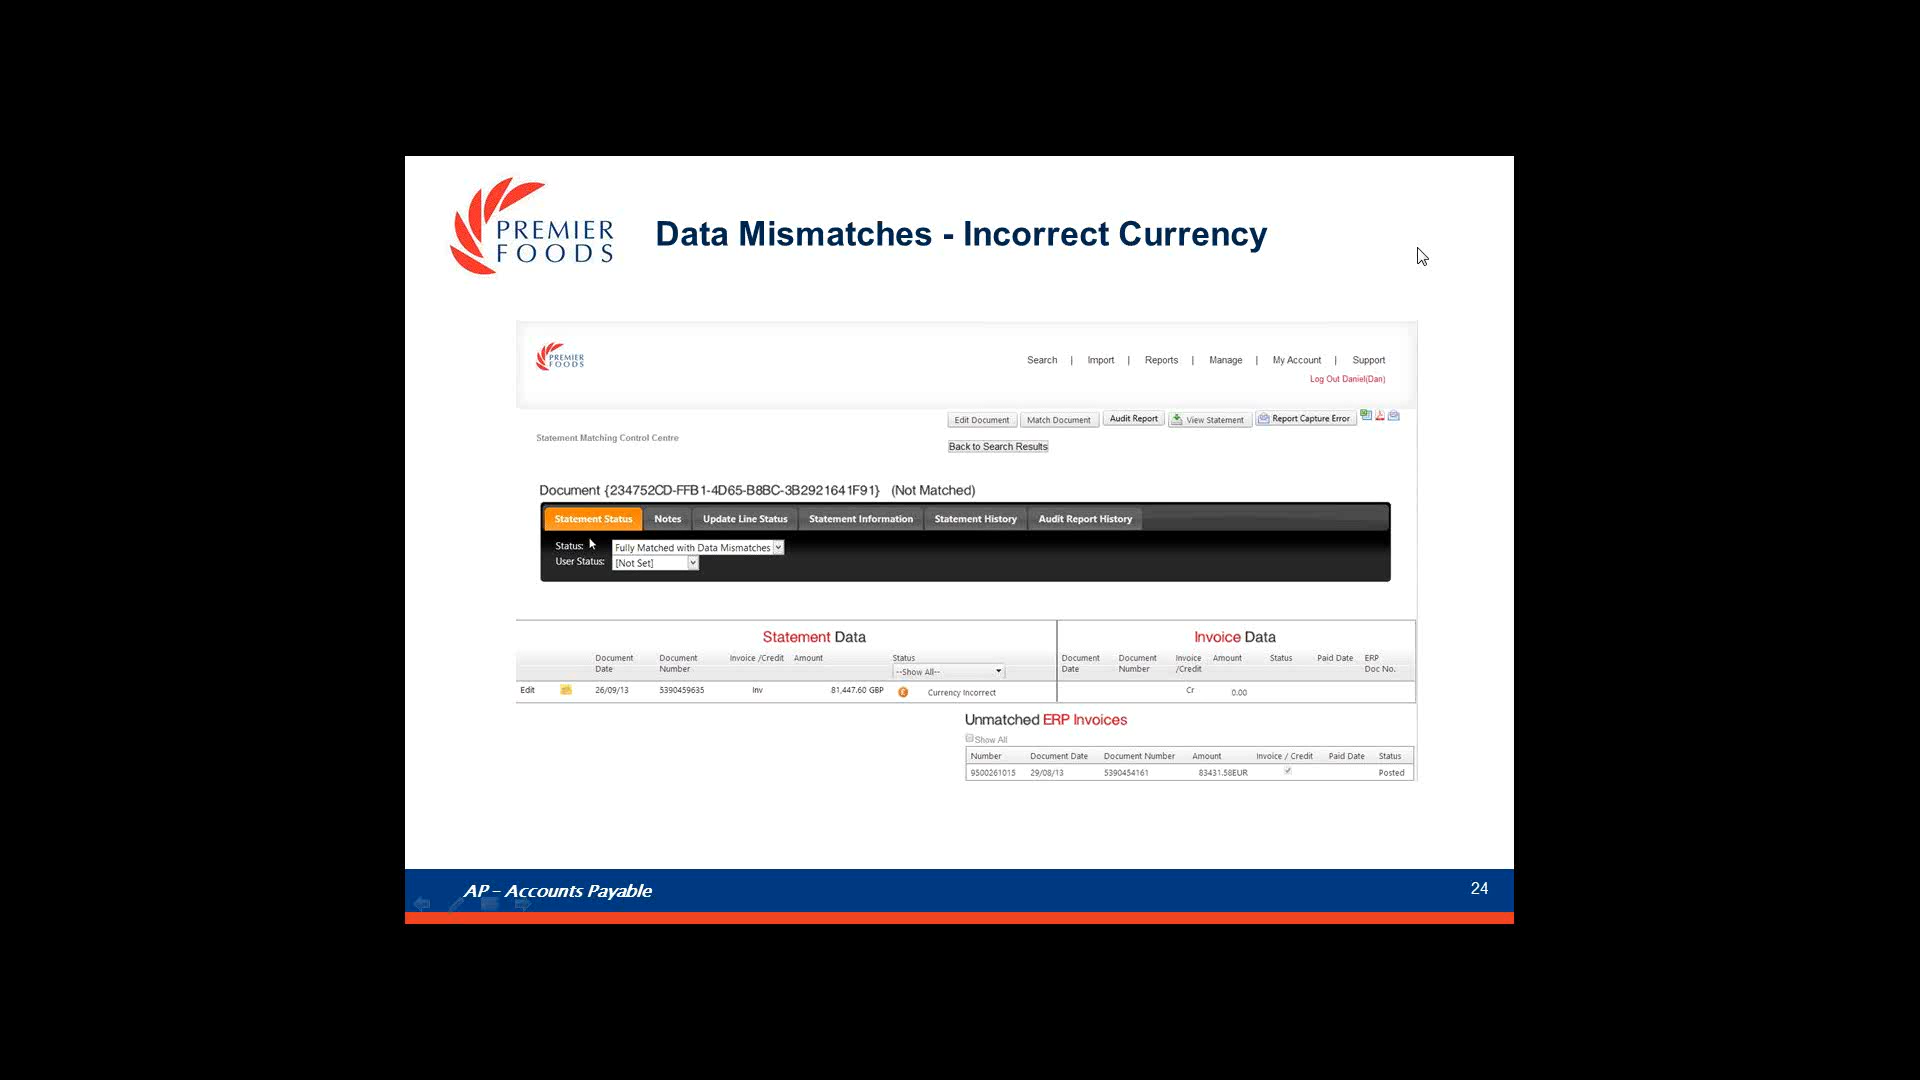 PREMIER
FOODS
Data Mismatches - Incorrect Currency
PREMIER
FOODS
Search | Import | Reports | Manage | My Account | Support
Log Out Daniel(Dan)
Edit Document Match Document Audit Report View Statement Report Capture Error
Statement Matching Control Centre
Back to Search Results
Document {234752CD-FFB1-4D65-B8BC-3B2921641F91} (Not Matched)
Statement Status Notes Update Line Status Statement Information Statement History Audit Report History
Status: Fully Matched with Data Mismatches
User Status: [Not Set]
Statement Data Invoice Data
Document Date Document Number Invoice /Credit Amount Status Document Date Document Number Invoice /Credit Amount Status Paid Date ERP Doc No.
--Show All--
Edit 26/09/13 5390459635 Inv 81,447.60 GBP Currency Incorrect Cr 0.00
Unmatched ERP Invoices
Show All
Number Document Date Document Number Amount Invoice / Credit Paid Date Status
9500261015 29/08/13 5390454161 83431.58EUR Posted
AP – Accounts Payable
24